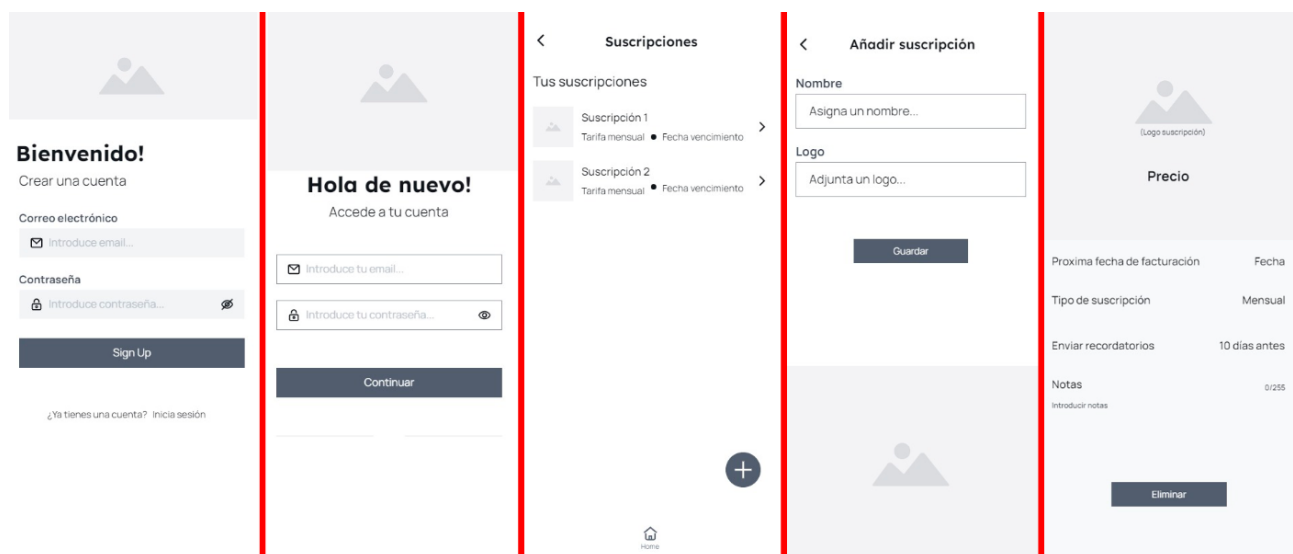 Bienvenido!
Crear una cuenta
Correo electrónico
Introduce email...
Contraseña
Introduce contraseña...
Sign Up
¿Ya tienes una cuenta? Inicia sesión
Hola de nuevo!
Accede a tu cuenta
Introduce tu email...
Introduce tu contraseña...
Continuar
Suscripciones
Tus suscripciones
Suscripción 1
Tarifa mensual ● Fecha vencimiento
Suscripción 2
Tarifa mensual ● Fecha vencimiento
Home
Añadir suscripción
Nombre
Asigna un nombre...
Logo
Adjunta un logo...
Guardar
(Logo suscripción)
Precio
Proxima fecha de facturación Fecha
Tipo de suscripción Mensual
Enviar recordatorios 10 días antes
Notas 0/255
Introducir notas
Eliminar